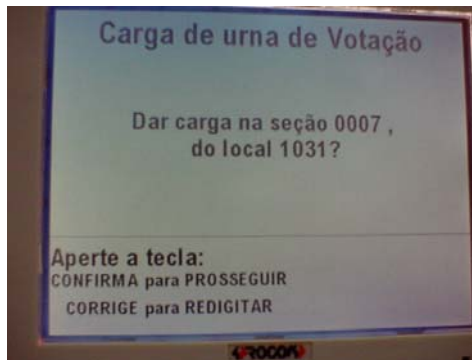 Carga de urna de Votação
Dar carga na seção 0007 ,
do local 1031?
Aperte a tecla:
CONFIRMA para PROSSEGUIR
CORRIGE para REDIGITAR